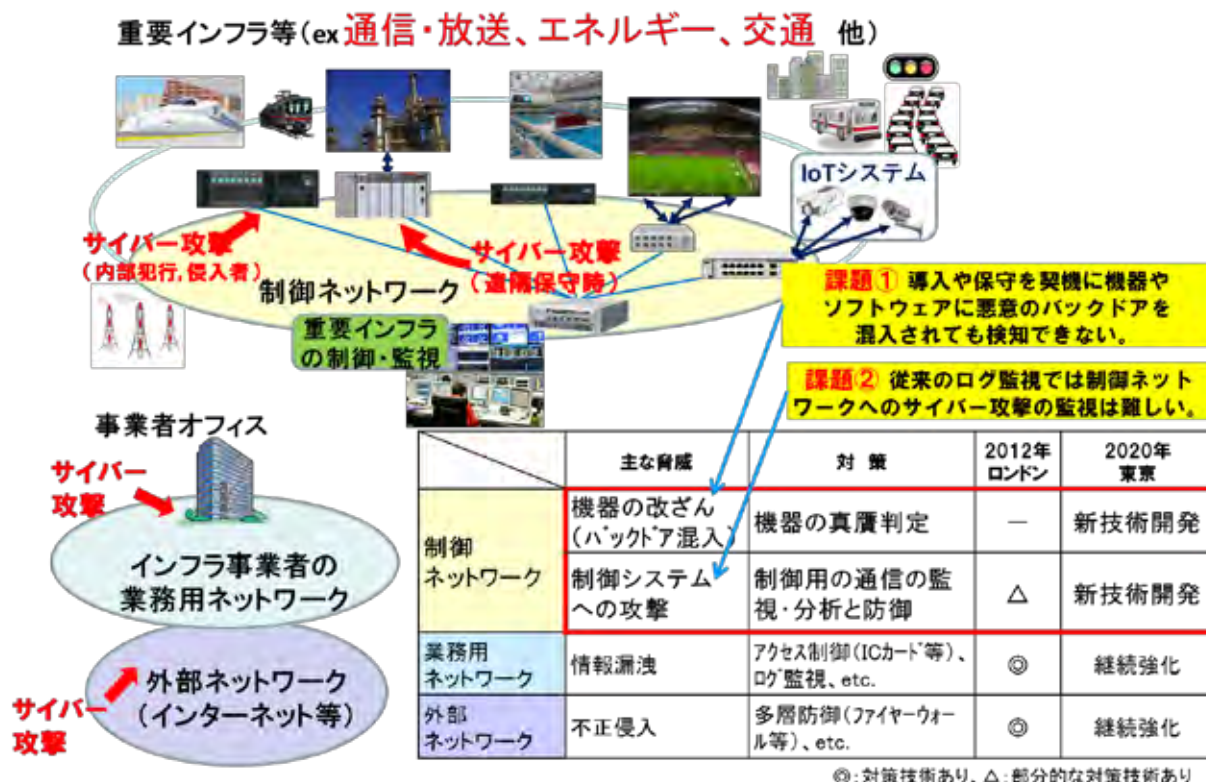 重要インフラ等(ex 通信・放送、エネルギー、交通 他)
IoTシステム
サイバー攻撃
(内部犯行,侵入者)
サイバー攻撃
(遠隔保守時)
制御ネットワーク
重要インフラ
の制御・監視
課題① 導入や保守を契機に機器や
ソフトウェアに悪意のバックドアを
混入されても検知できない。
課題② 従来のログ監視では制御ネット
ワークへのサイバー攻撃の監視は難しい。
事業者オフィス
サイバー
攻撃
インフラ事業者の
業務用ネットワーク
サイバー
攻撃
外部ネットワーク
(インターネット等)
主な脅威 対 策 2012年 ロンドン 2020年 東京
制御
ネットワーク
機器の改ざん
(バックドア混入)
機器の真贋判定
－
新技術開発
制御システム
への攻撃
制御用の通信の監
視・分析と防御
△
新技術開発
業務用
ネットワーク
情報漏洩
アクセス制御(ICカード等)、
ログ監視、etc.
◎
継続強化
外部
ネットワーク
不正侵入
多層防御(ファイヤーウォー
ル等)、etc.
◎
継続強化
◎:対策技術あり、△:部分的な対策技術あり